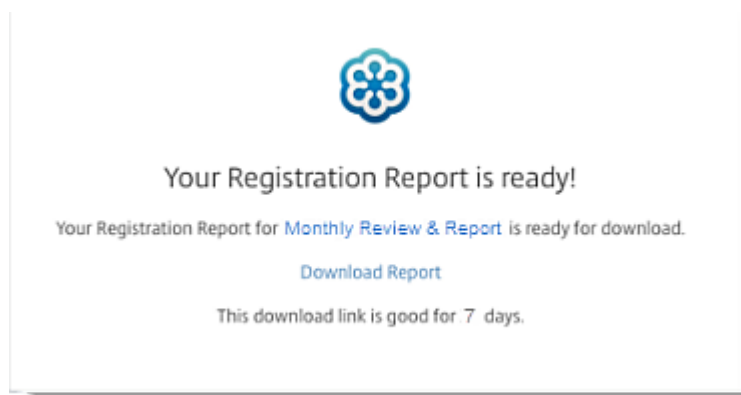 Your Registration Report is ready!
Your Registration Report for Monthly Review & Report is ready for download.
Download Report
This download link is good for 7 days.